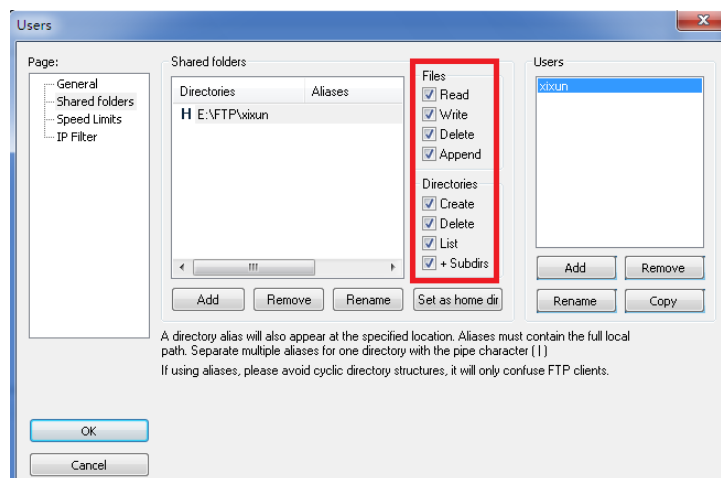 Users
Page:
General
Shared folders
Speed Limits
IP Filter
Shared folders
Directories Aliases
H E:\FTP\xixun
Files
Read
Write
Delete
Append
Directories
Create
Delete
List
+ Subdirs
Add
Remove
Rename
Set as home dir
Users
xixun
Add
Remove
Rename
Copy
A directory alias will also appear at the specified location. Aliases must contain the full local
path. Separate multiple aliases for one directory with the pipe character ( | )
If using aliases, please avoid cyclic directory structures, it will only confuse FTP clients.
OK
Cancel